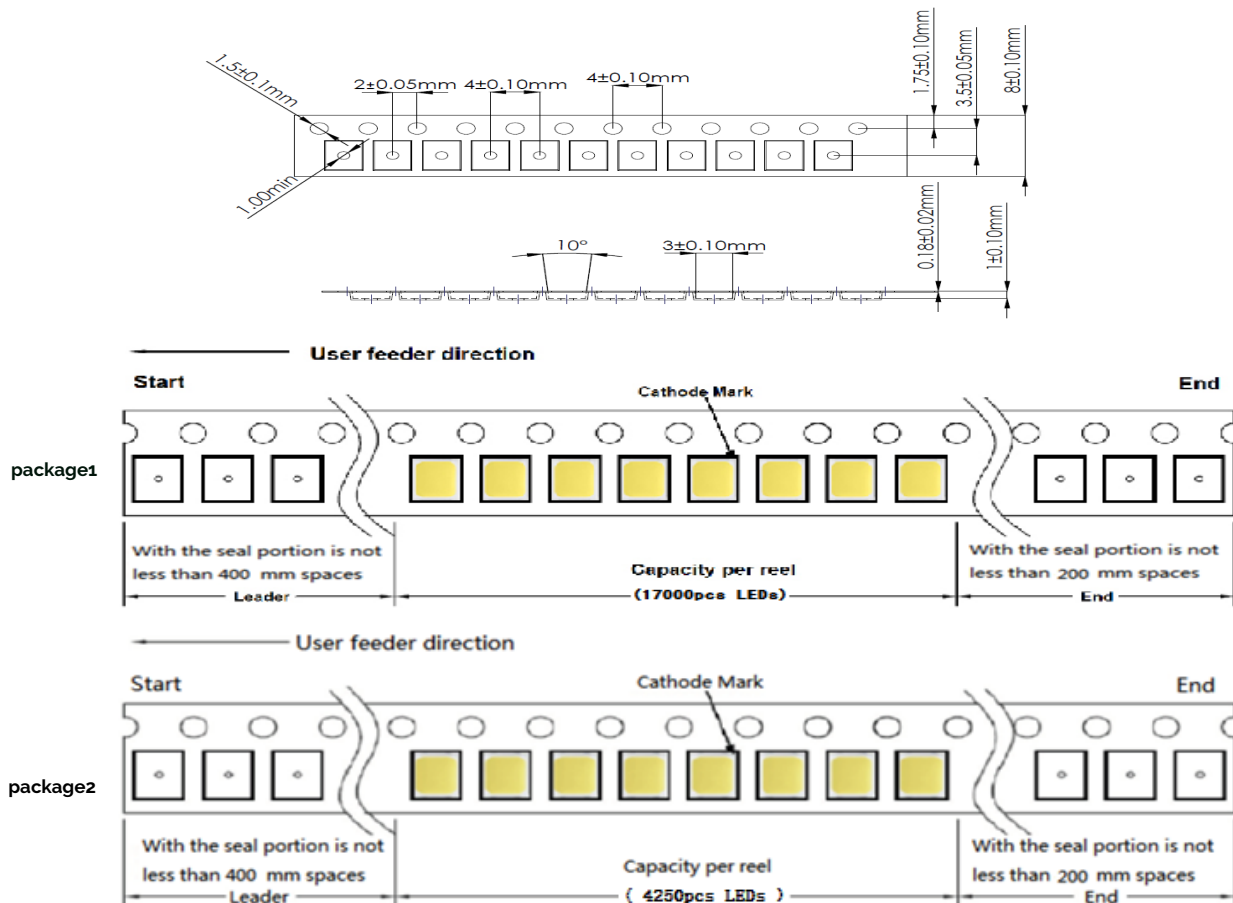 1.5±0.1mm
2±0.05mm
4±0.10mm
4±0.10mm
1.75±0.10mm
3.5±0.05mm
8±0.10mm
1.00min
10°
3±0.10mm
0.18±0.02mm
1±0.10mm
User feeder direction
Start
Cathode Mark
End
package1
With the seal portion is not
less than 400 mm spaces
Leader
Capacity per reel
(17000pcs LEDs)
With the seal portion is not
less than 200 mm spaces
End
User feeder direction
Start
Cathode Mark
End
package2
With the seal portion is not
less than 400 mm spaces
Leader
Capacity per reel
( 4250pcs LEDs )
With the seal portion is not
less than 200 mm spaces
End